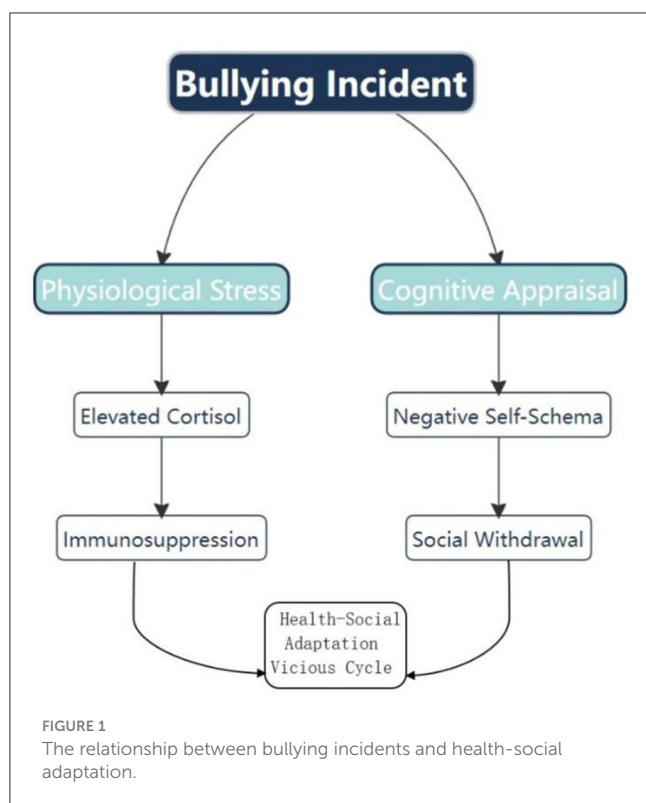 Bullying Incident
Physiological Stress
Cognitive Appraisal
Elevated Cortisol
Negative Self-Schema
Immunosuppression
Social Withdrawal
Health-Social
Adaptation
Vicious Cycle
FIGURE 1
The relationship between bullying incidents and health-social
adaptation.